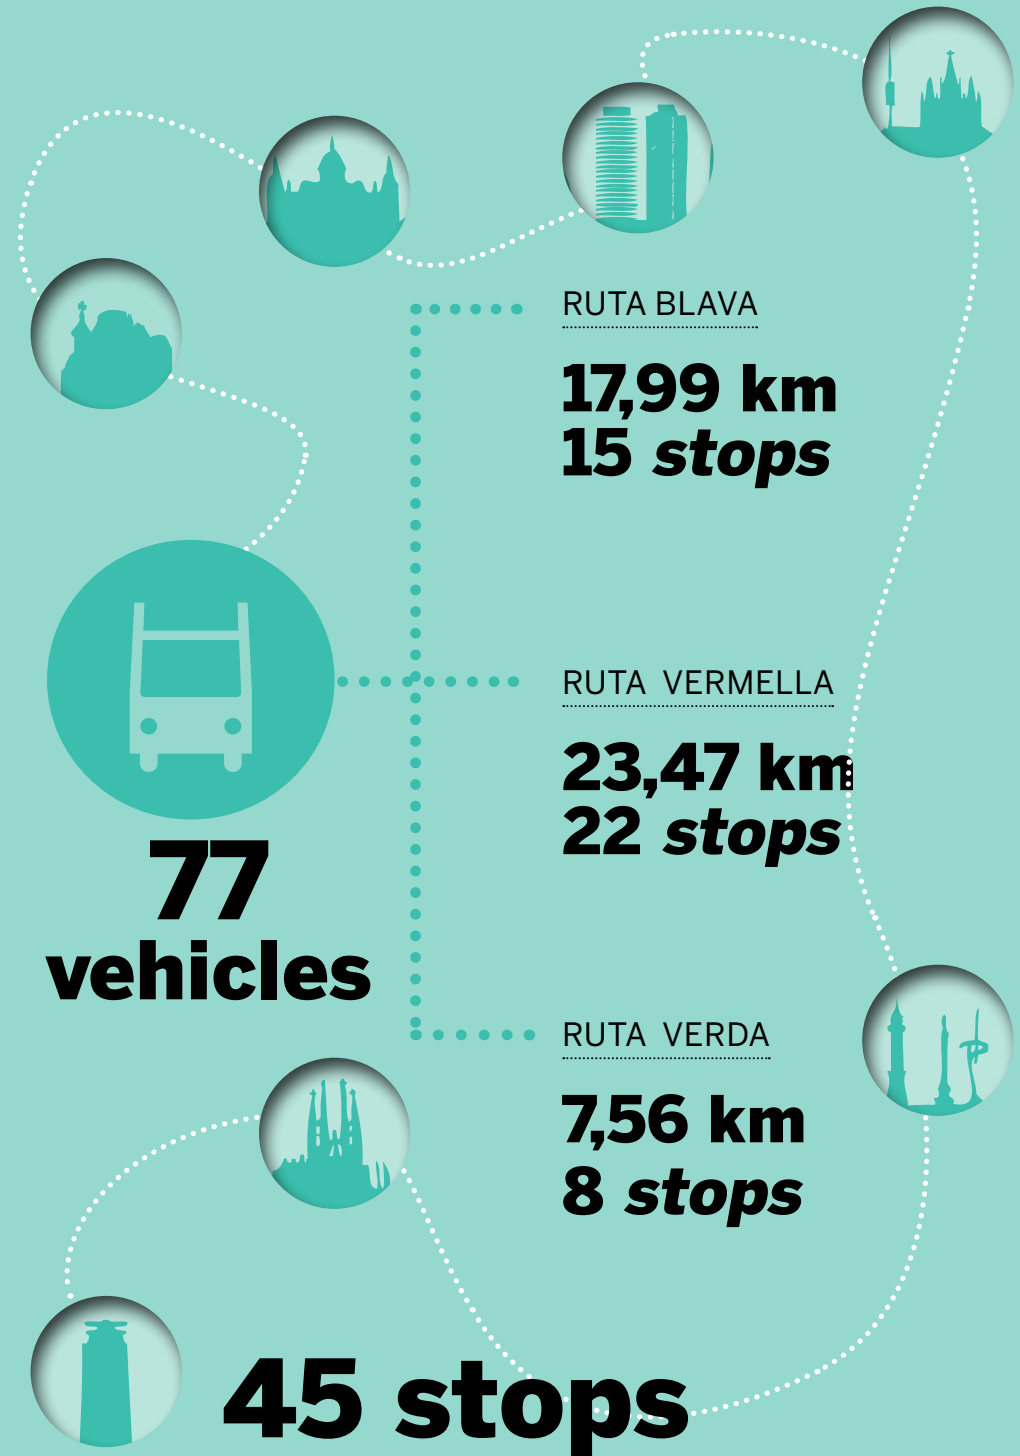 RUTA BLAVA
17,99 km
15 stops
RUTA VERMELLA
23,47 km
22 stops
77
vehicles
RUTA VERDA
7,56 km
8 stops
45 stops